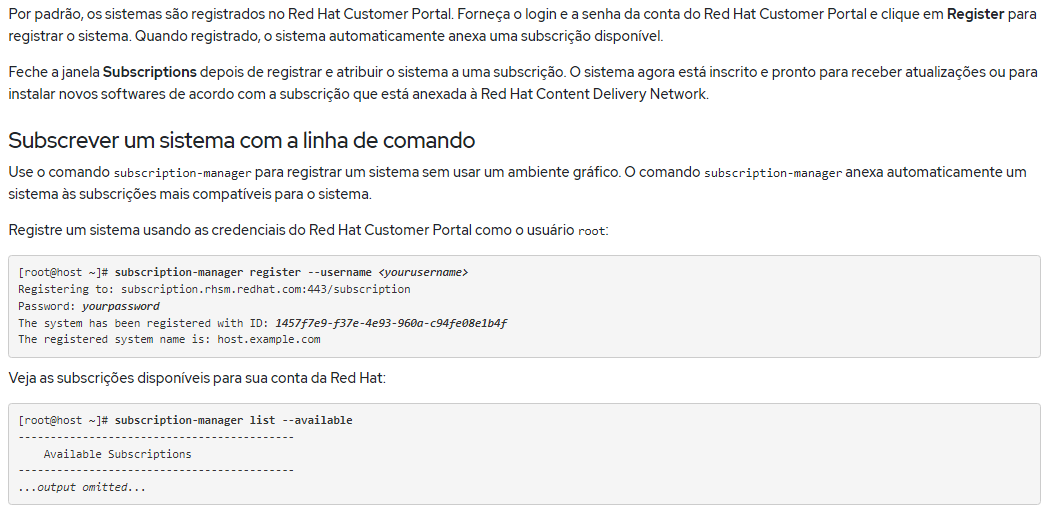 Por padrão, os sistemas são registrados no Red Hat Customer Portal. Forneça o login e a senha da conta do Red Hat Customer Portal e clique em Register para
registrar o sistema. Quando registrado, o sistema automaticamente anexa uma subscrição disponível.
Feche a janela Subscriptions depois de registrar e atribuir o sistema a uma subscrição. O sistema agora está inscrito e pronto para receber atualizações ou para
instalar novos softwares de acordo com a subscrição que está anexada à Red Hat Content Delivery Network.
Subscrever um sistema com a linha de comando
Use o comando subscription-manager para registrar um sistema sem usar um ambiente gráfico. O comando subscription-manager anexa automaticamente um
sistema às subscrições mais compatíveis para o sistema.
Registre um sistema usando as credenciais do Red Hat Customer Portal como o usuário root:
[root@host ~]# subscription-manager register --username <yourusername>
Registering to: subscription.rhsm.redhat.com:443/subscription
Password: yourpassword
The system has been registered with ID: 1457f7e9-f37e-4e93-960a-c94fe08e1b4f
The registered system name is: host.example.com
Veja as subscrições disponíveis para sua conta da Red Hat:
[root@host ~]# subscription-manager list --available
-------------------------------------------
Available Subscriptions
-------------------------------------------
...output omitted...